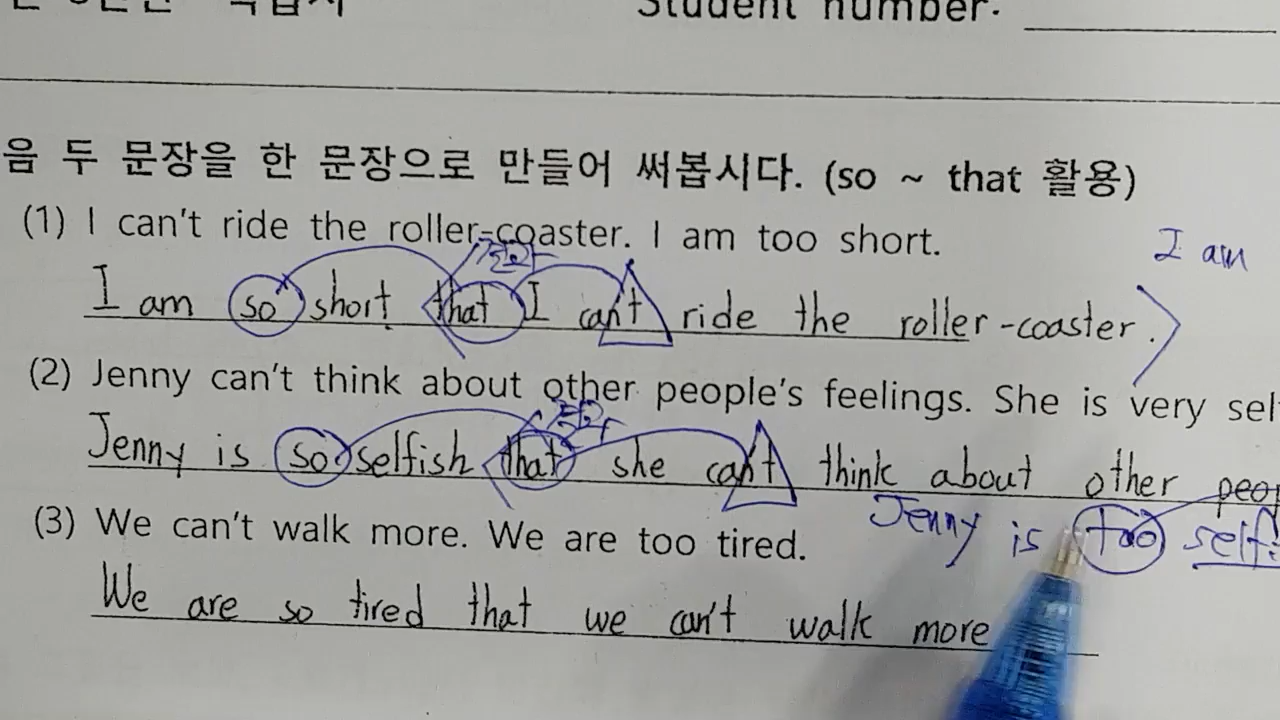 Student number:
음 두 문장을 한 문장으로 만들어 써봅시다. (so ~ that 활용)
(1) I can't ride the roller-coaster. I am too short.
I am
I am so short that I can't ride the roller-coaster.
(2) Jenny can't think about other people's feelings. She is very sel
Jenny is so selfish that she can't think about other peop
Jenny is too self
(3) We can't walk more. We are too tired.
We are so tired that we can't walk more